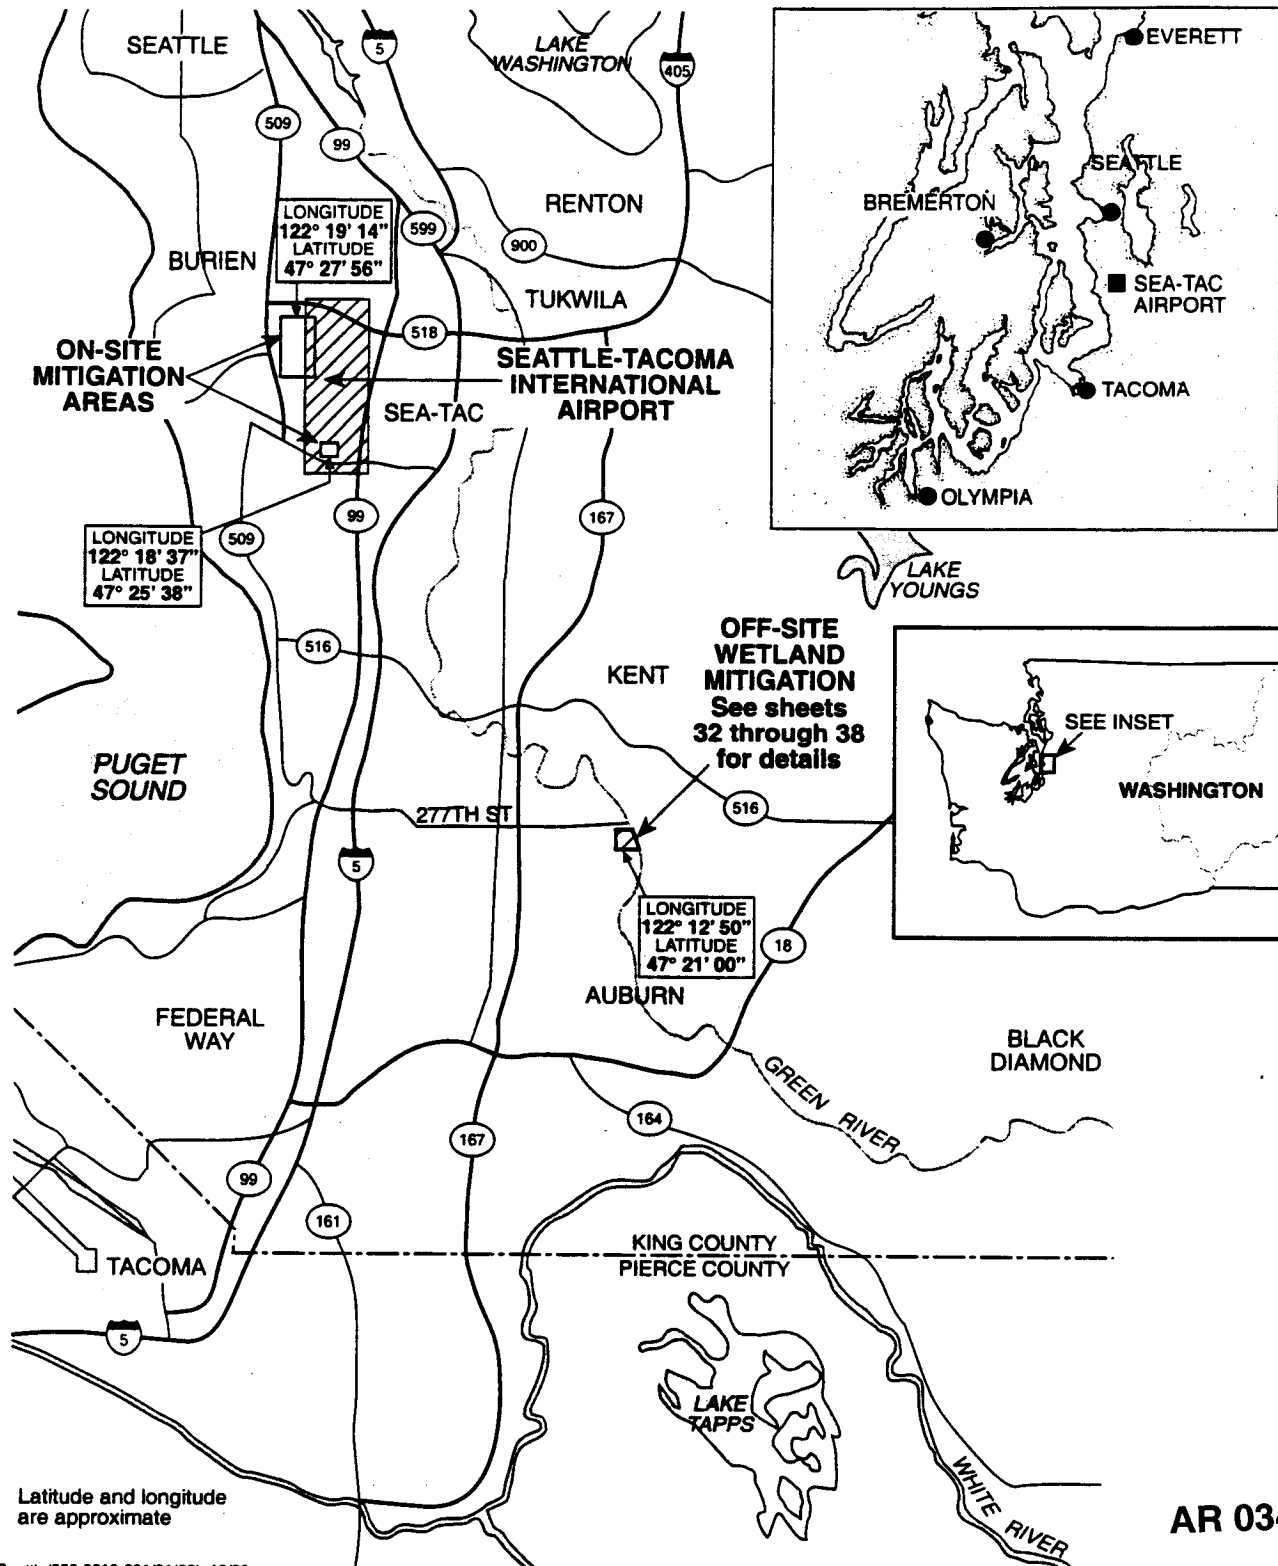 SEATTLE
5
LAKE
WASHINGTON
405
EVERETT
509
99
SEATTLE
BREMERTON
SEA-TAC
AIRPORT
TACOMA
OLYMPIA
RENTON
LONGITUDE
122° 19' 14"
LATITUDE
47° 27' 56"
599
900
BURIEN
TUKWILA
518
ON-SITE
MITIGATION
AREAS
SEATTLE-TACOMA
INTERNATIONAL
AIRPORT
SEA-TAC
99
167
509
LONGITUDE
122° 18' 37"
LATITUDE
47° 25' 38"
LAKE
YOUNGS
516
KENT
OFF-SITE
WETLAND
MITIGATION
See sheets
32 through 38
for details
SEE INSET
WASHINGTON
PUGET
SOUND
277TH ST
516
5
LONGITUDE
122° 12' 50"
LATITUDE
47° 21' 00"
18
AUBURN
FEDERAL
WAY
BLACK
DIAMOND
GREEN RIVER
164
167
99
161
KING COUNTY
PIERCE COUNTY
TACOMA
5
LAKE
TAPPS
WHITE RIVER
Latitude and longitude
are approximate
AR 034